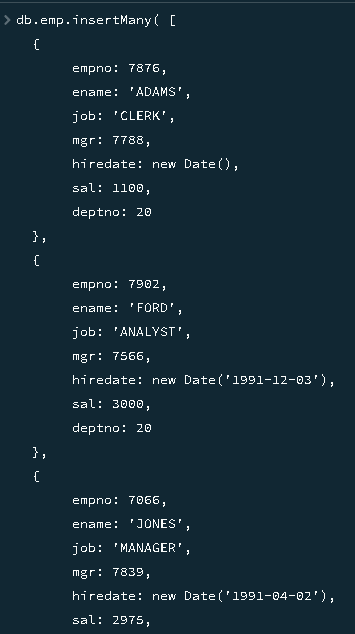 > db.emp.insertMany( [
{
empno: 7876,
ename: 'ADAMS',
job: 'CLERK',
mgr: 7788,
hiredate: new Date(),
sal: 1100,
deptno: 20
},
{
empno: 7902,
ename: 'FORD',
job: 'ANALYST',
mgr: 7566,
hiredate: new Date('1991-12-03'),
sal: 3000,
deptno: 20
},
{
empno: 7066,
ename: 'JONES',
job: 'MANAGER',
mgr: 7839,
hiredate: new Date('1991-04-02'),
sal: 2975,